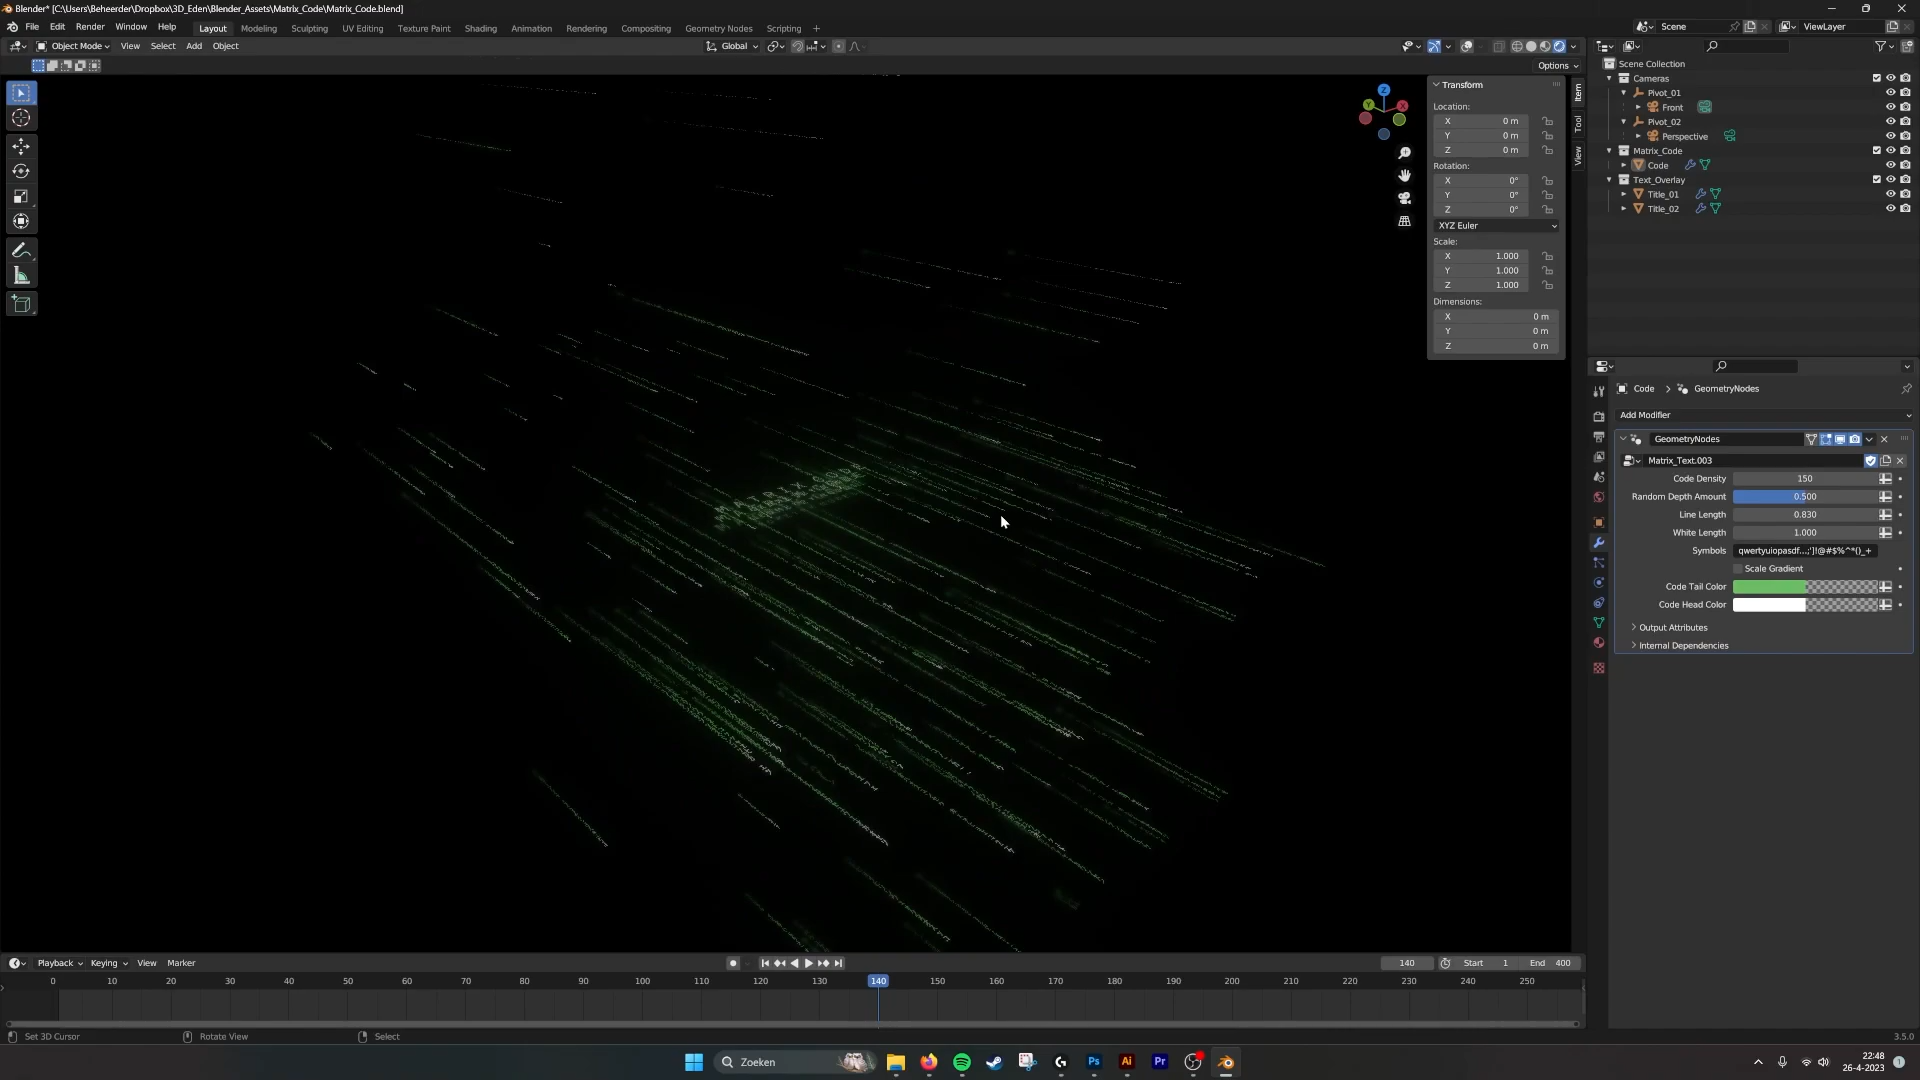 Blender* [C:\Users\Beheerder\Dropbox\3D_Eden\Blender_Assets\Matrix_Code\Matrix_Code.blend]
File Edit Render Window Help Layout Modeling Sculpting UV Editing Texture Paint Shading Animation Rendering Compositing Geometry Nodes Scripting + Scene ViewLayer
Object Mode View Select Add Object Global
Options
Transform
Location:
X 0 m
Y 0 m
Z 0 m
Rotation:
X 0°
Y 0°
Z 0°
XYZ Euler
Scale:
X 1.000
Y 1.000
Z 1.000
Dimensions:
X 0 m
Y 0 m
Z 0 m
Item
Tool
View
Z
Y
X
MATRIX CODE
Scene Collection
Cameras
Pivot_01
Front
Pivot_02
Perspective
Matrix_Code
Code
Text_Overlay
Title_01
Title_02
Code > GeometryNodes
Add Modifier
GeometryNodes
Matrix_Text.003
Code Density 150
Random Depth Amount 0.500
Line Length 0.830
White Length 1.000
Symbols qwertyuiopasdf...;']!@#$%^*()_+
Scale Gradient
Code Tail Color
Code Head Color
Output Attributes
Internal Dependencies
Playback Keying View Marker 140 Start 1 End 400
0 10 20 30 40 50 60 70 80 90 100 110 120 130 140 150 160 170 180 190 200 210 220 230 240 250
Set 3D Cursor Rotate View Select 3.5.0
Zoeken Ps Ai Pr 22:48
26-4-2023